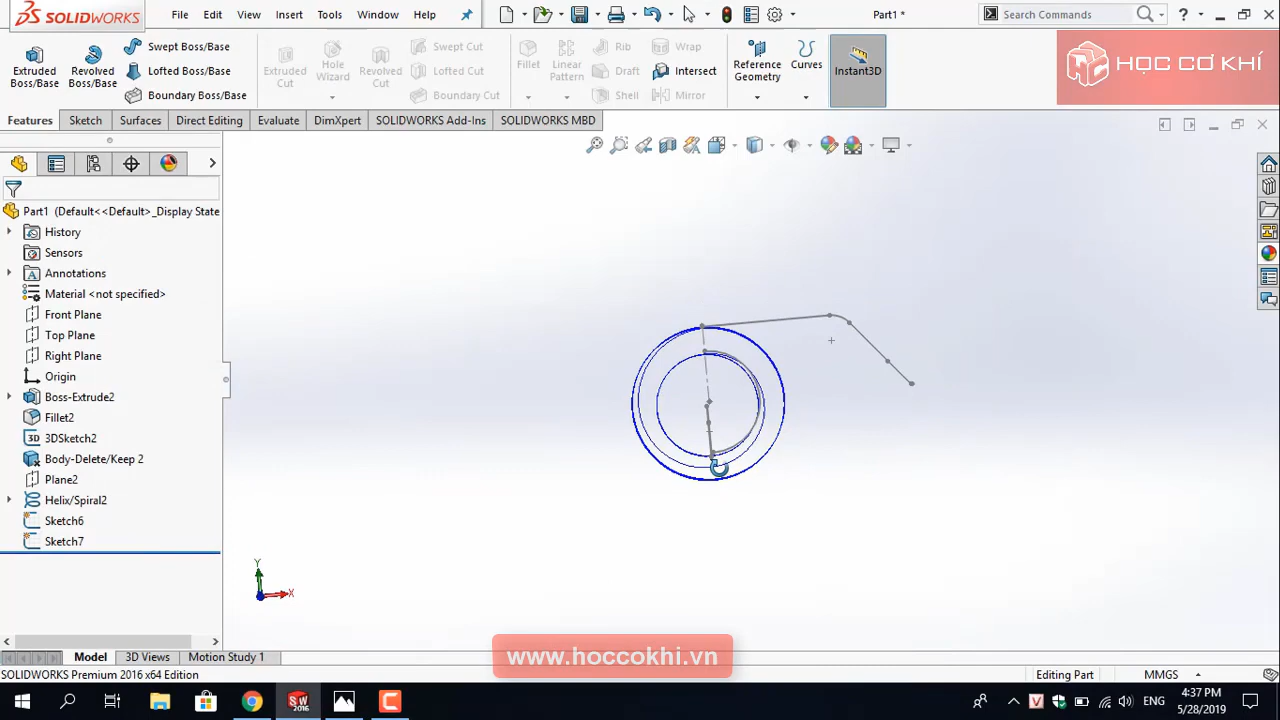 SOLIDWORKS
File Edit View Insert Tools Window Help
Part1 *
Search Commands
Extruded Boss/Base
Revolved Boss/Base
Swept Boss/Base
Lofted Boss/Base
Boundary Boss/Base
Extruded Cut
Hole Wizard
Revolved Cut
Swept Cut
Lofted Cut
Boundary Cut
Fillet
Linear Pattern
Rib
Draft
Shell
Wrap
Intersect
Mirror
Reference Geometry
Curves
Instant3D
HỌC CƠ KHÍ
Features Sketch Surfaces Direct Editing Evaluate DimXpert SOLIDWORKS Add-Ins SOLIDWORKS MBD
Part1 (Default<<Default>_Display State
History
Sensors
Annotations
Material <not specified>
Front Plane
Top Plane
Right Plane
Origin
Boss-Extrude2
Fillet2
3DSketch2
Body-Delete/Keep 2
Plane2
Helix/Spiral2
Sketch6
Sketch7
Y
X
Model 3D Views Motion Study 1
www.hoccokhi.vn
SOLIDWORKS Premium 2016 x64 Edition
Editing Part
MMGS
ENG
4:37 PM
5/28/2019